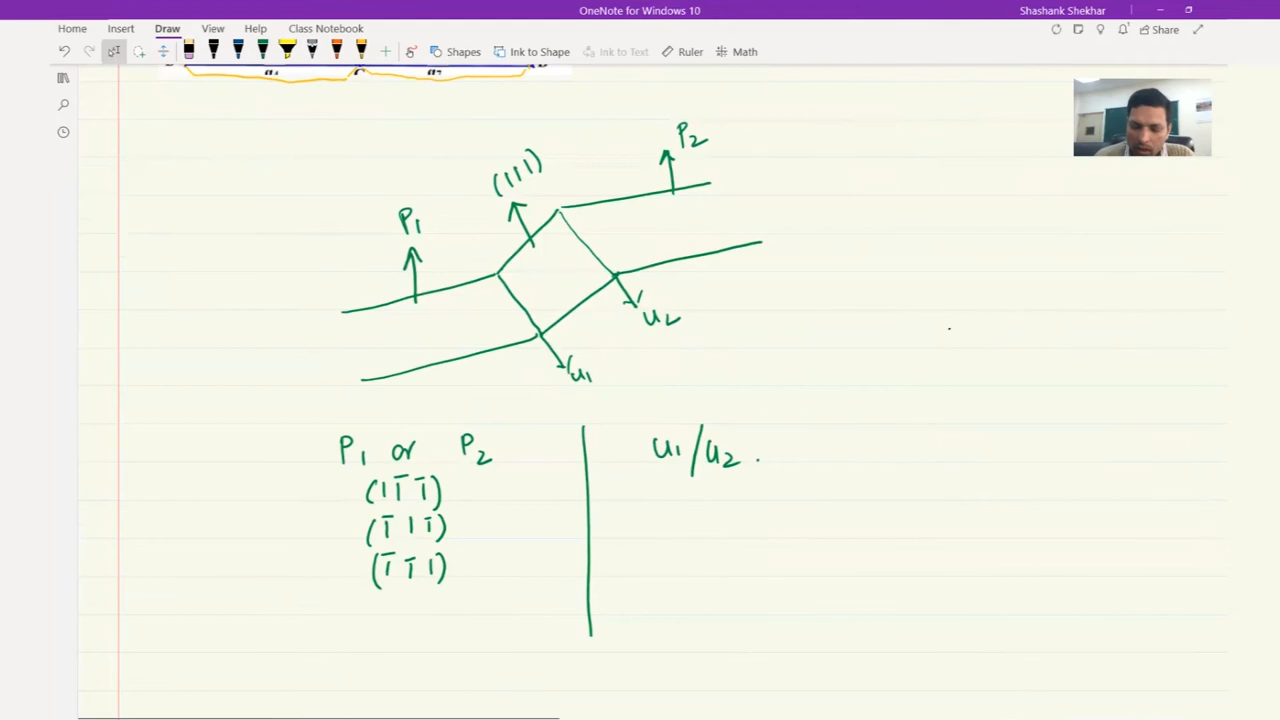 OneNote for Windows 10
Shashank Shekhar
Home Insert Draw View Help Class Notebook
Share
Shapes Ink to Shape Ink to Text Ruler Math
P₂
(111)
P₁
u₂
u₁
P₁ or P₂
u₁/u₂ .
(1 1̅ 1̅)
(1̅ 1 1̅)
(1̅ 1̅ 1)